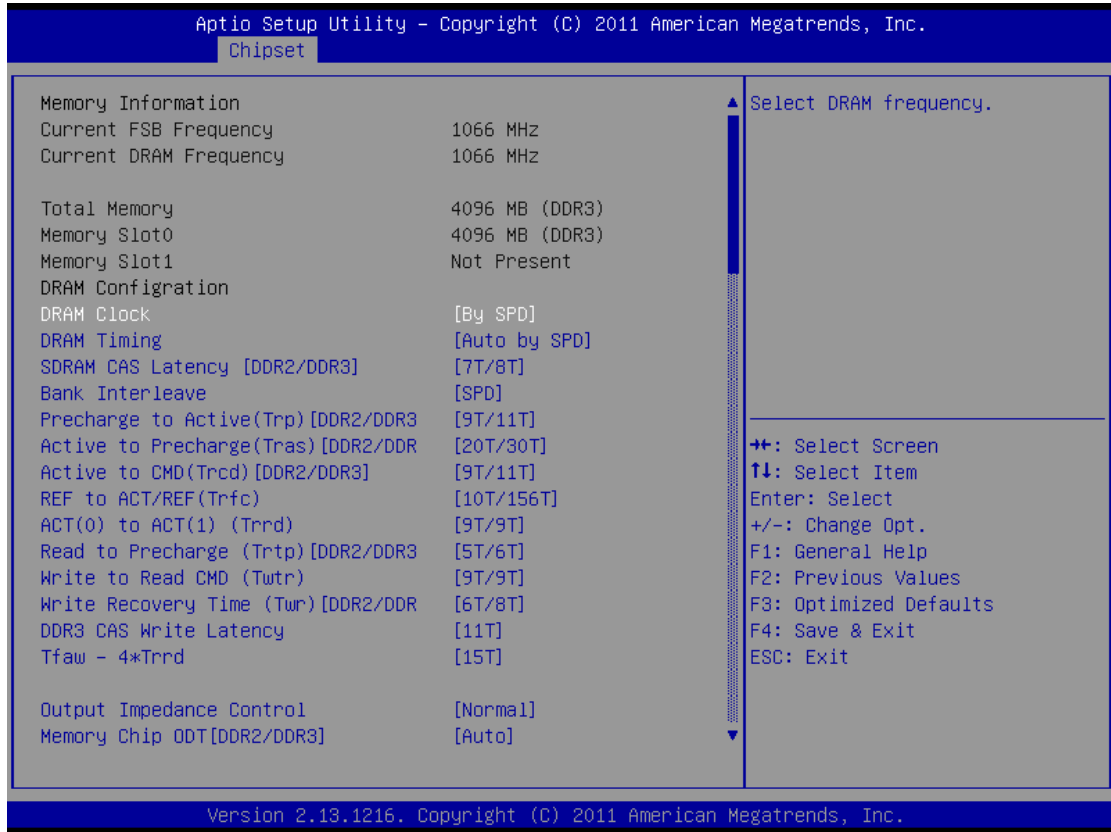 Aptio Setup Utility – Copyright (C) 2011 American Megatrends, Inc.
Chipset
Memory Information
Current FSB Frequency 1066 MHz
Current DRAM Frequency 1066 MHz
Total Memory 4096 MB (DDR3)
Memory Slot0 4096 MB (DDR3)
Memory Slot1 Not Present
DRAM Configration
DRAM Clock [By SPD]
DRAM Timing [Auto by SPD]
SDRAM CAS Latency [DDR2/DDR3] [7T/8T]
Bank Interleave [SPD]
Precharge to Active(Trp)[DDR2/DDR3 [9T/11T]
Active to Precharge(Tras)[DDR2/DDR [20T/30T]
Active to CMD(Trcd)[DDR2/DDR3] [9T/11T]
REF to ACT/REF(Trfc) [10T/156T]
ACT(0) to ACT(1) (Trrd) [9T/9T]
Read to Precharge (Trtp)[DDR2/DDR3 [5T/6T]
Write to Read CMD (Twtr) [9T/9T]
Write Recovery Time (Twr)[DDR2/DDR [6T/8T]
DDR3 CAS Write Latency [11T]
Tfaw – 4*Trrd [15T]
Output Impedance Control [Normal]
Memory Chip ODT[DDR2/DDR3] [Auto]
Select DRAM frequency.
→←: Select Screen
↑↓: Select Item
Enter: Select
+/-: Change Opt.
F1: General Help
F2: Previous Values
F3: Optimized Defaults
F4: Save & Exit
ESC: Exit
Version 2.13.1216. Copyright (C) 2011 American Megatrends, Inc.